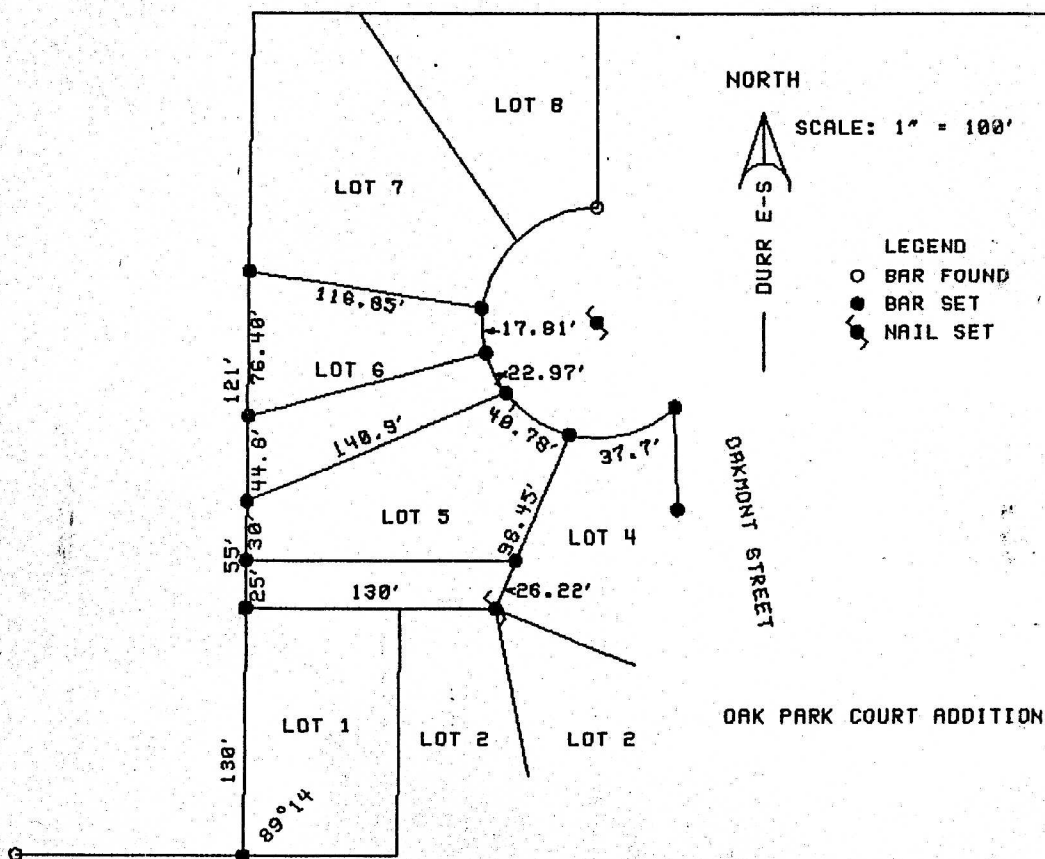 LOT 8
NORTH
SCALE: 1" = 100'
LOT 7
DURR E-S
LEGEND
BAR FOUND
BAR SET
NAIL SET
118.85'
17.81'
121'
76.40'
LOT 6
22.97'
40.78'
37.7'
140.9'
44.6'
OAKMONT STREET
LOT 5
98.45'
LOT 4
55'
30'
25'
130'
26.22'
LOT 1
LOT 2
LOT 2
OAK PARK COURT ADDITION
130'
89°14